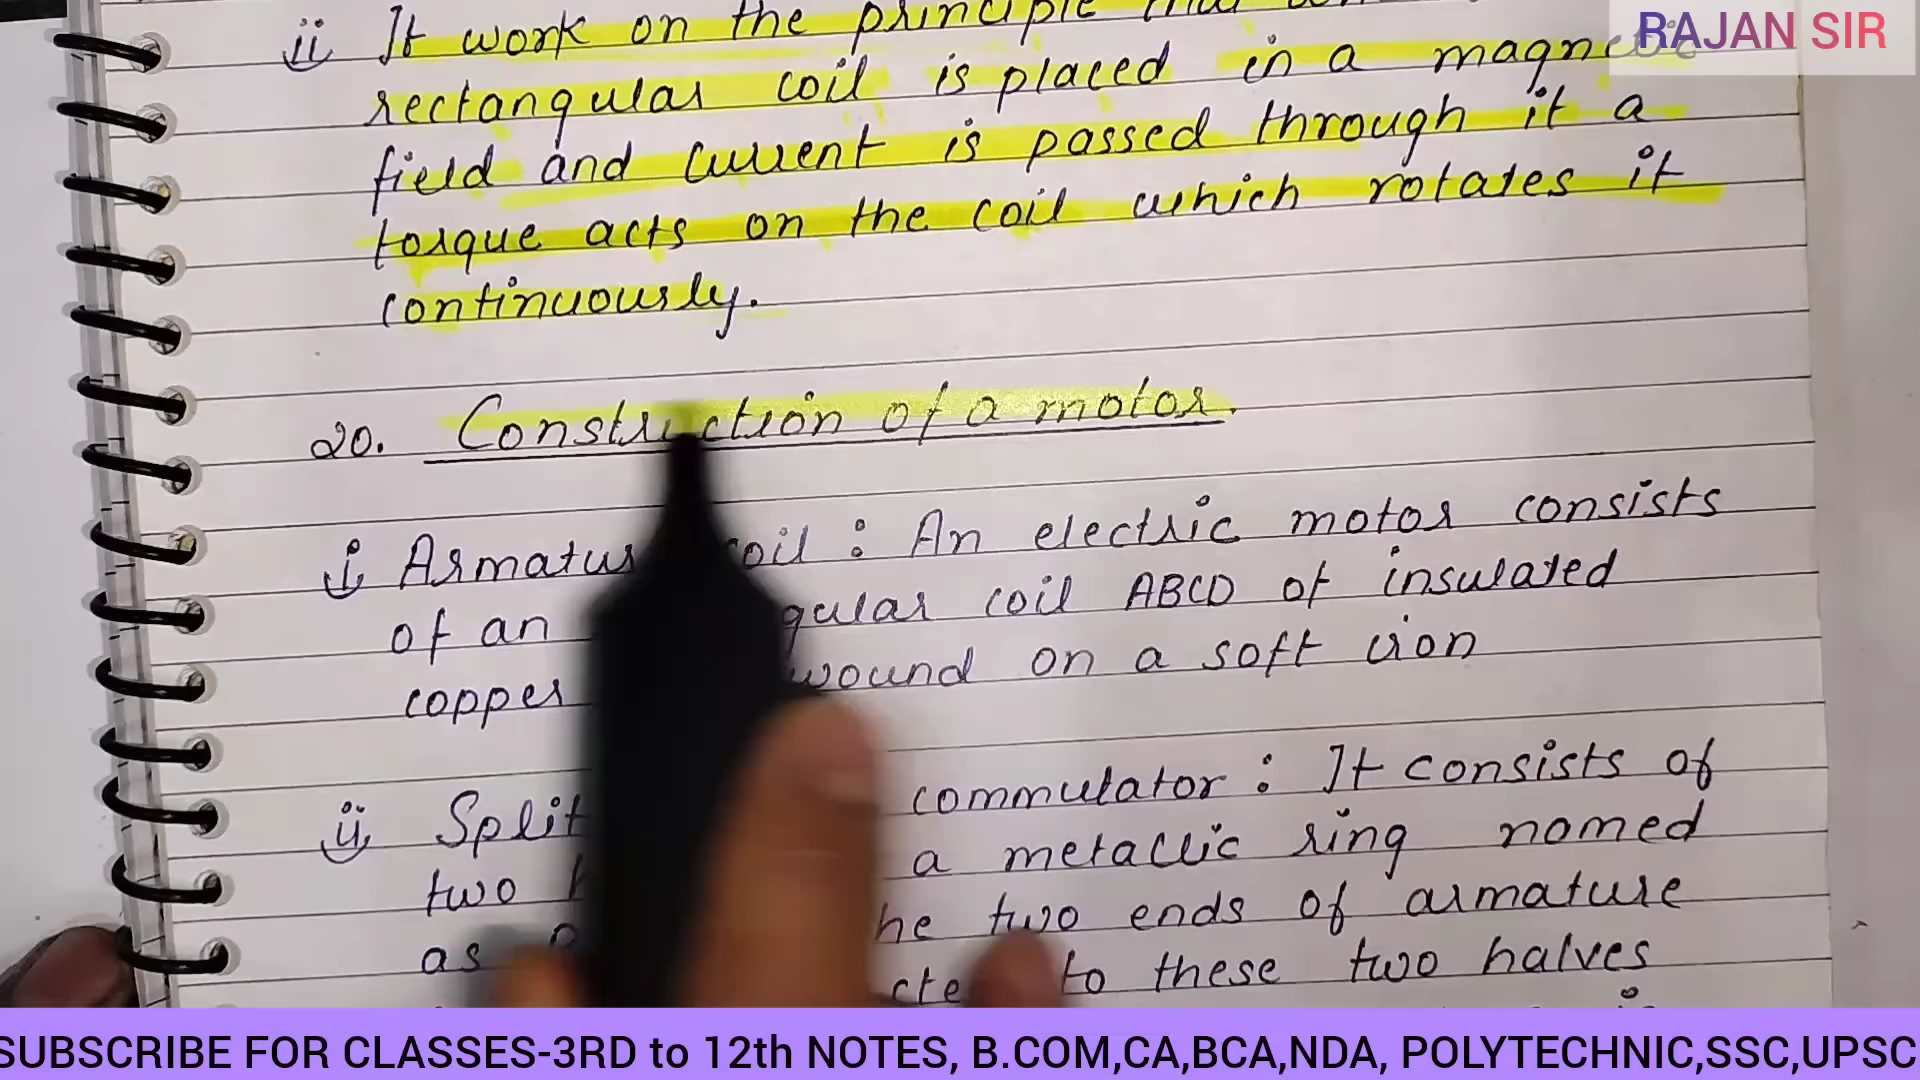 ii It work on the principle that
rectangular coil is placed in a magnetic
field and current is passed through it a
torque acts on the coil which rotates it
continuously.
20. Construction of a motor.
i Armatur coil : An electric motor consists
of an gular coil ABCD of insulated
copper wound on a soft iron
ii Split commutator : It consists of
two a metallic ring named
as he two ends of armature
cte to these two halves
RAJAN SIR
SUBSCRIBE FOR CLASSES-3RD to 12th NOTES, B.COM,CA,BCA,NDA, POLYTECHNIC,SSC,UPSC